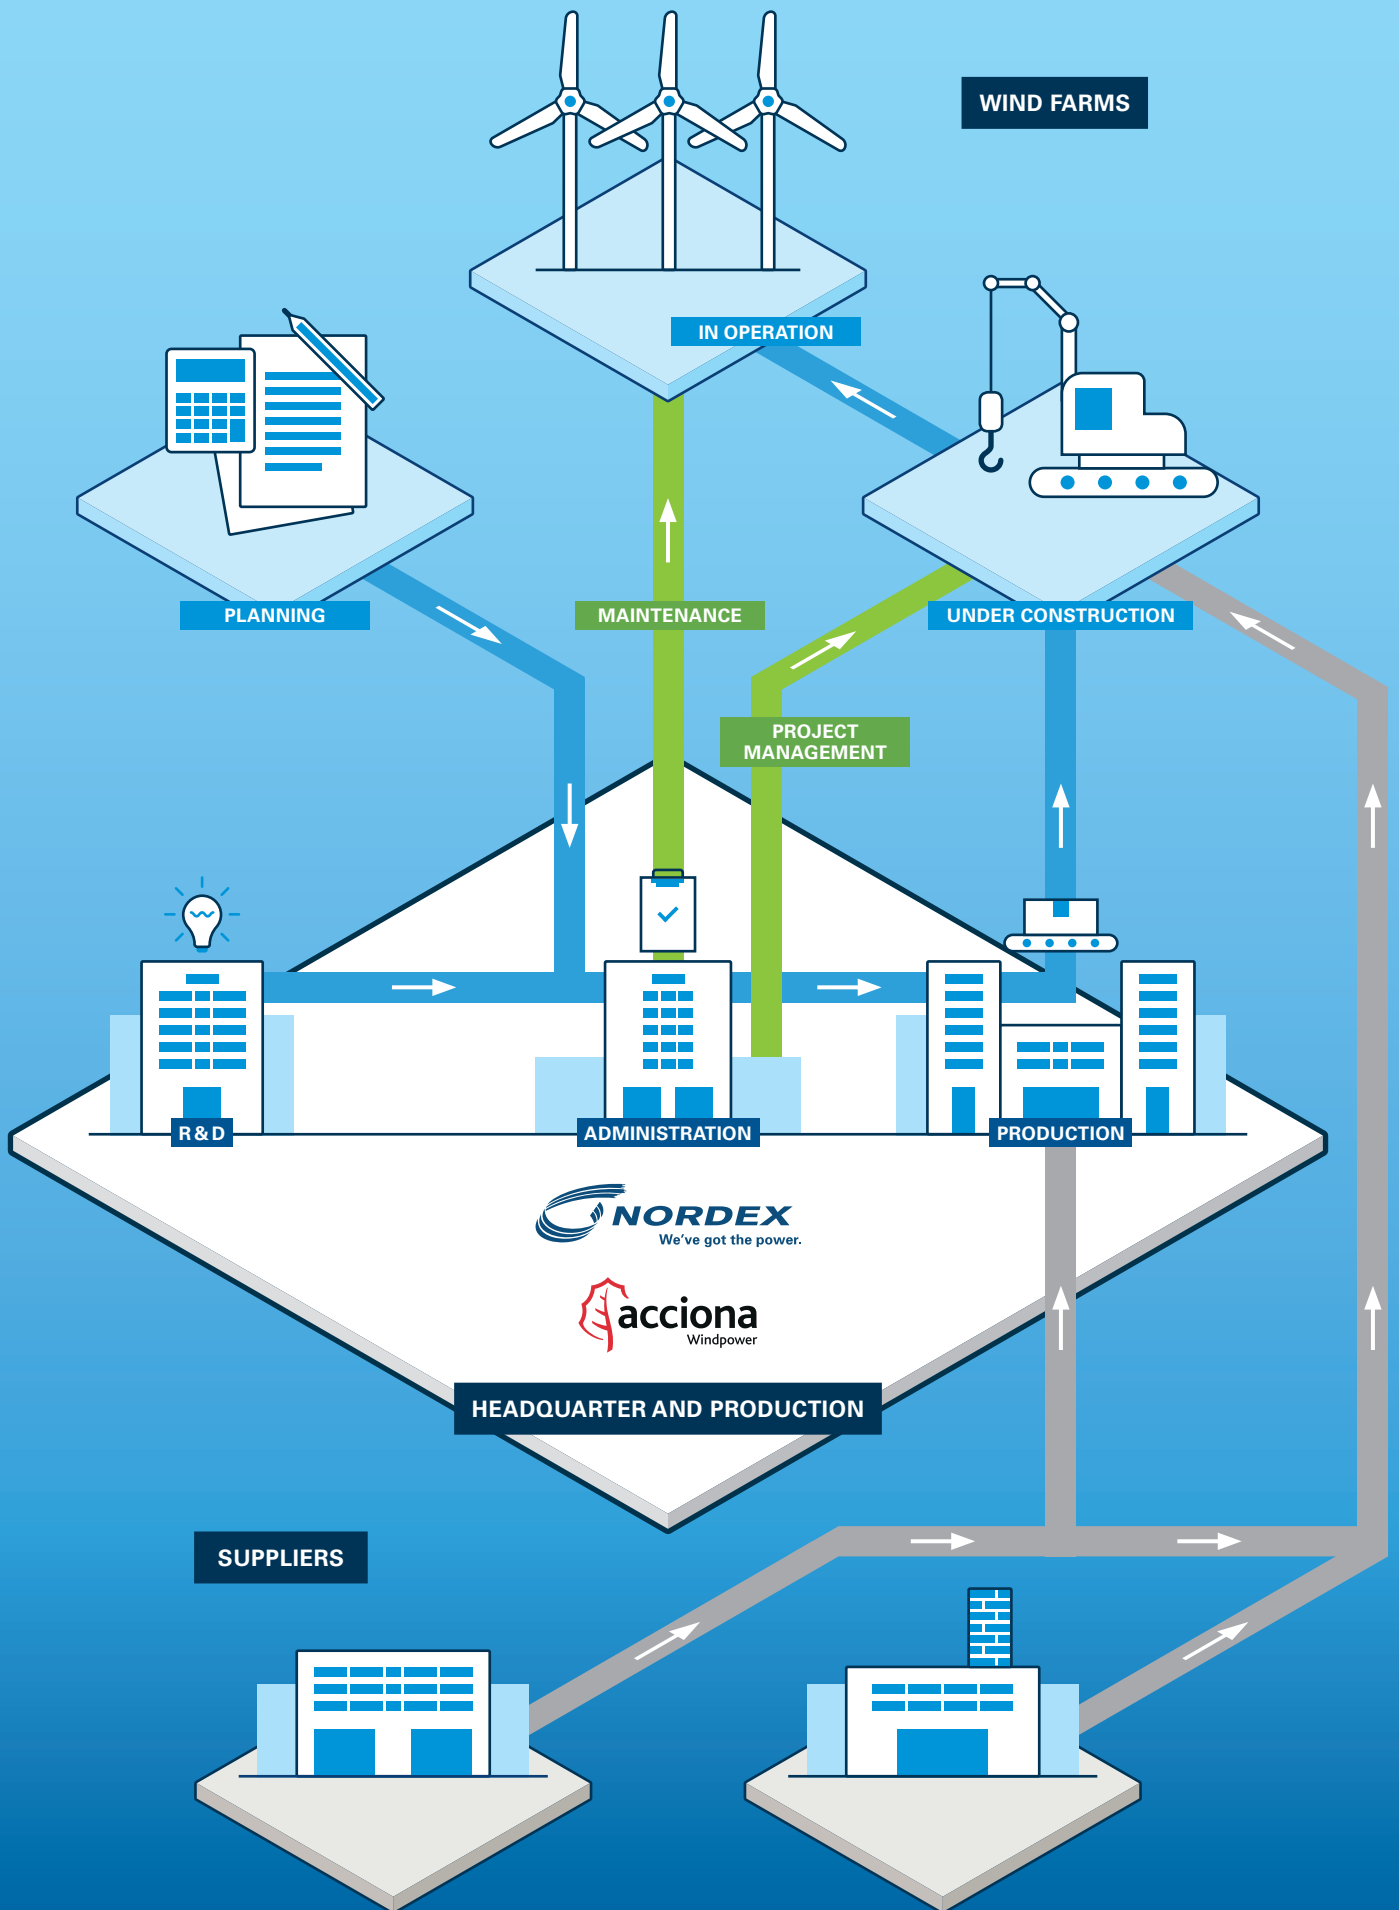 WIND FARMS
IN OPERATION
PLANNING
MAINTENANCE
UNDER CONSTRUCTION
PROJECT
MANAGEMENT
R & D
ADMINISTRATION
PRODUCTION
NORDEX
We've got the power.
acciona
Windpower
HEADQUARTER AND PRODUCTION
SUPPLIERS